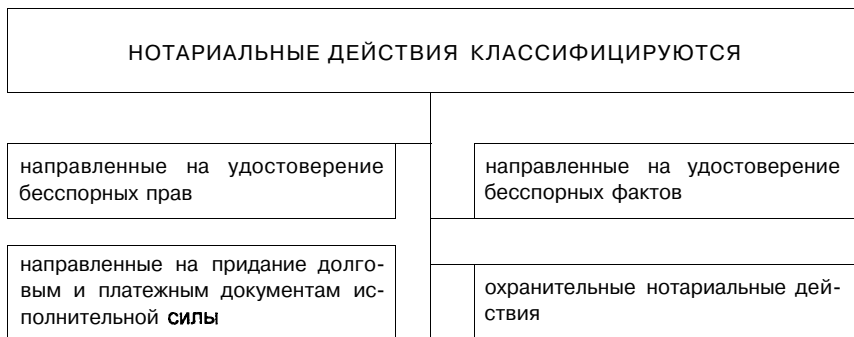 НОТАРИАЛЬНЫЕ ДЕЙСТВИЯ КЛАССИФИЦИРУЮТСЯ
направленные на удостоверение
бесспорных прав
направленные на удостоверение
бесспорных фактов
направленные на придание долго-
вым и платежным документам ис-
полнительной силы
охранительные нотариальные дей-
ствия